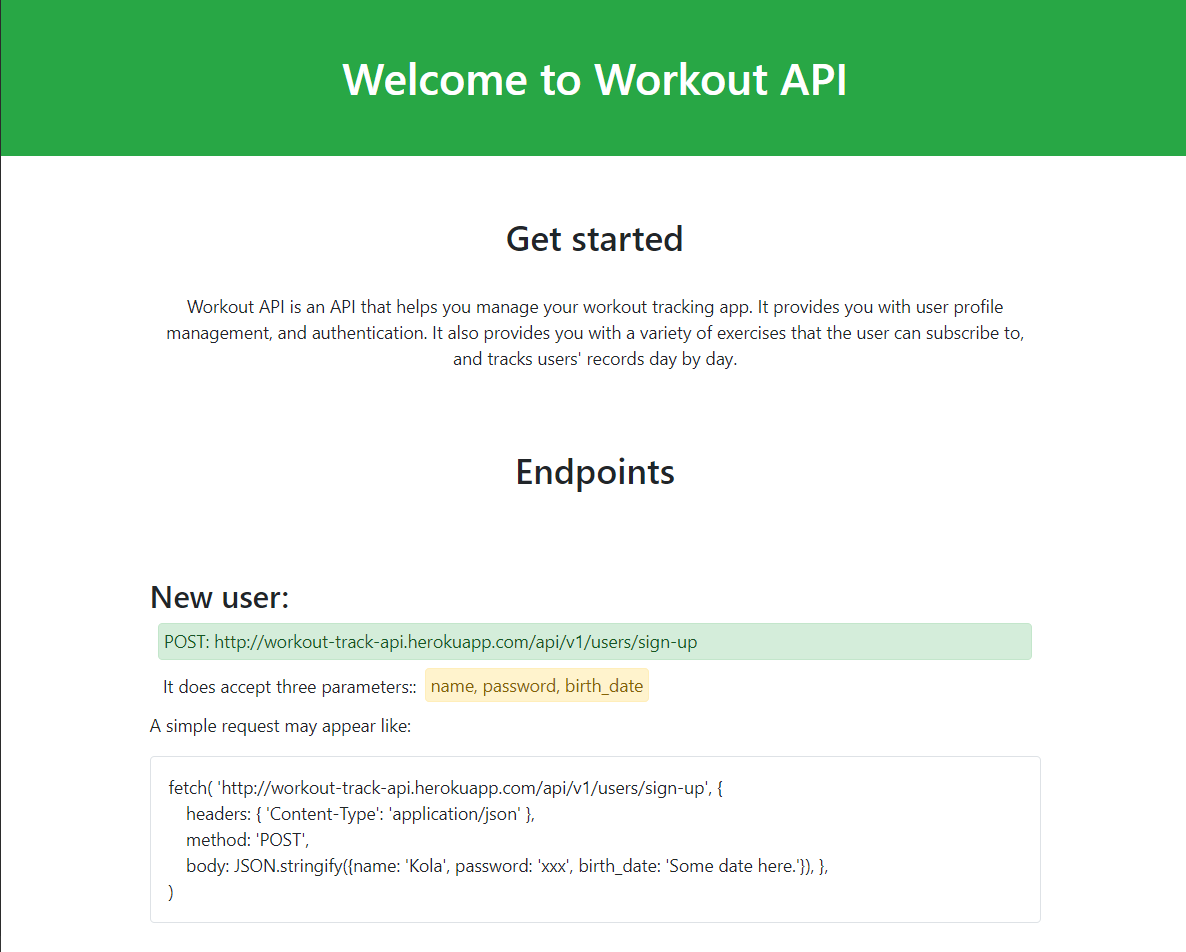 Welcome to Workout API
Get started
Workout API is an API that helps you manage your workout tracking app. It provides you with user profile
management, and authentication. It also provides you with a variety of exercises that the user can subscribe to,
and tracks users' records day by day.
Endpoints
New user:
POST: http://workout-track-api.herokuapp.com/api/v1/users/sign-up
It does accept three parameters:: name, password, birth_date
A simple request may appear like:
fetch( 'http://workout-track-api.herokuapp.com/api/v1/users/sign-up', {
headers: { 'Content-Type': 'application/json' },
method: 'POST',
body: JSON.stringify({name: 'Kola', password: 'xxx', birth_date: 'Some date here.'}), },
)